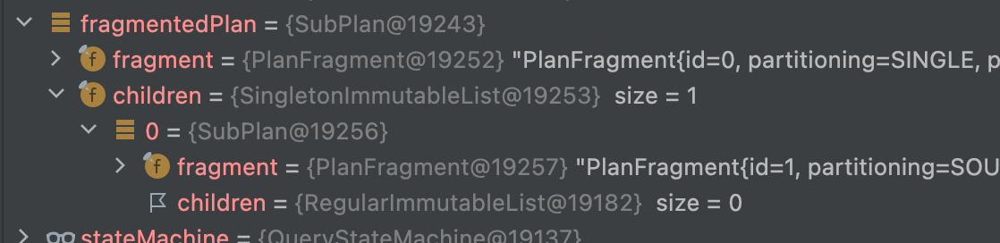 fragmentedPlan = {SubPlan@19243}
fragment = {PlanFragment@19252} "PlanFragment{id=0, partitioning=SINGLE, p
children = {SingletonImmutableList@19253} size = 1
0 = {SubPlan@19256}
fragment = {PlanFragment@19257} "PlanFragment{id=1, partitioning=SOU
children = {RegularImmutableList@19182} size = 0
stateMachine = {QueryStateMachine@19137}